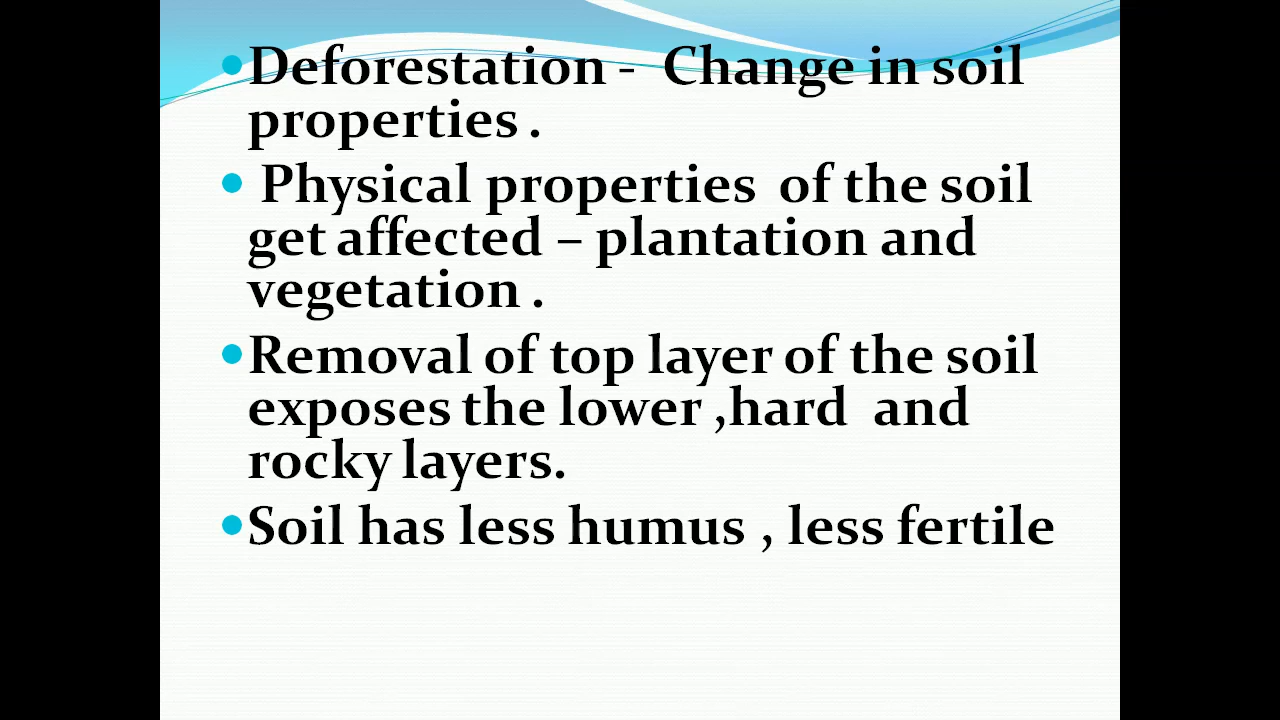 •Deforestation - Change in soil
properties .
• Physical properties of the soil
get affected – plantation and
vegetation .
•Removal of top layer of the soil
exposes the lower ,hard and
rocky layers.
•Soil has less humus , less fertile